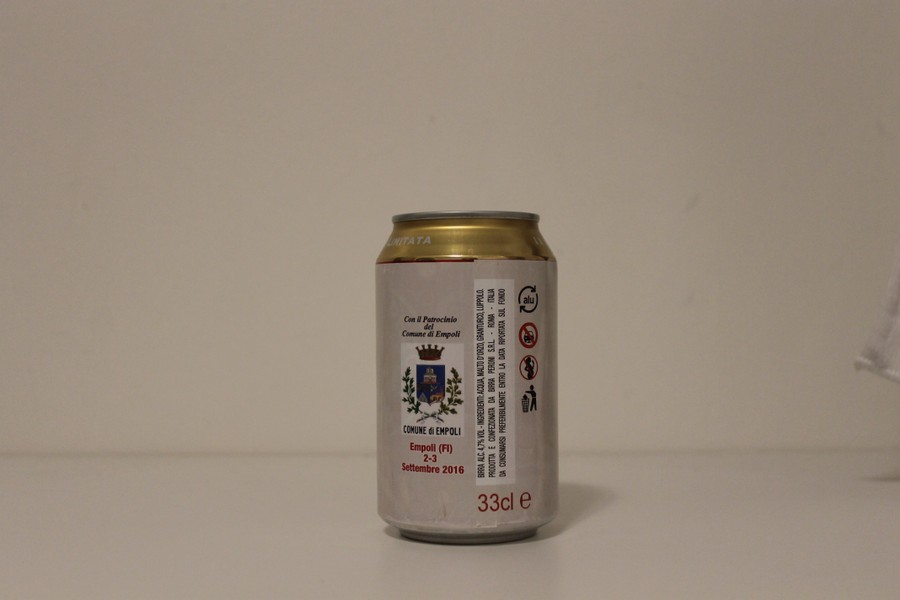 Con il Patrocinio
del
Comune di Empoli
COMUNE di EMPOLI
Empoli (FI)
2-3
Settembre 2016
BIRRA ALC. 4,7% VOL - INGREDIENTI: ACQUA, MALTO D'ORZO, GRANTURCO, LUPPOLO.
PRODOTTA E CONFEZIONATA DA BIRRA PERONI S.R.L. - ROMA - ITALIA
DA CONSUMARSI PREFERIBILMENTE ENTRO LA DATA RIPORTATA SUL FONDO
alu
33cl e